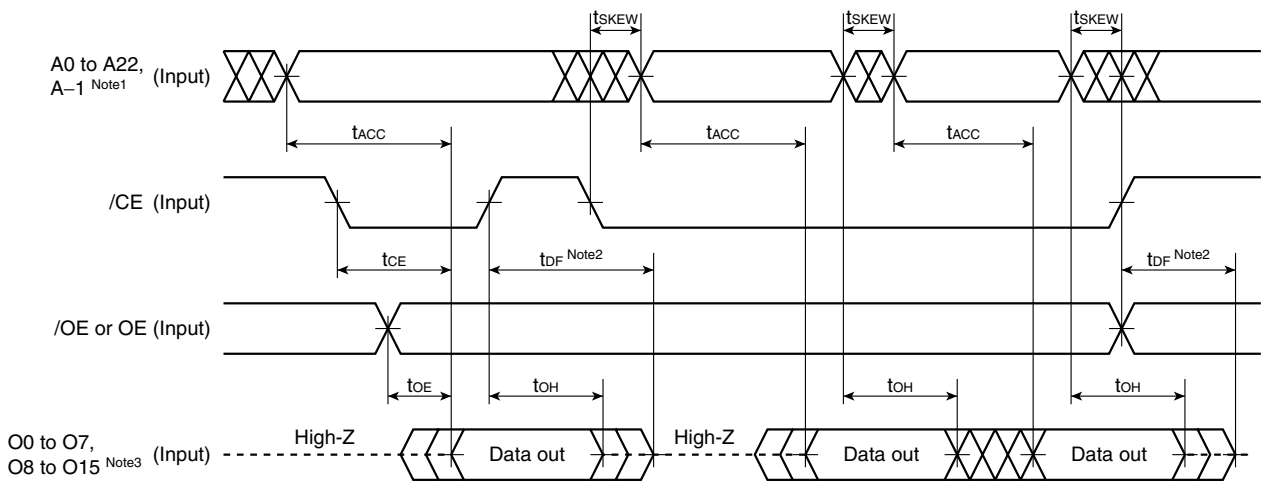 tSKEW tSKEW tSKEW
A0 to A22,
A–1 Note1 (Input)
tACC tACC tACC
/CE (Input)
tCE tDF Note2 tDF Note2
/OE or OE (Input)
tOE tOH tOH tOH
High-Z High-Z
O0 to O7,
O8 to O15 Note3 (Input)
Data out Data out Data out